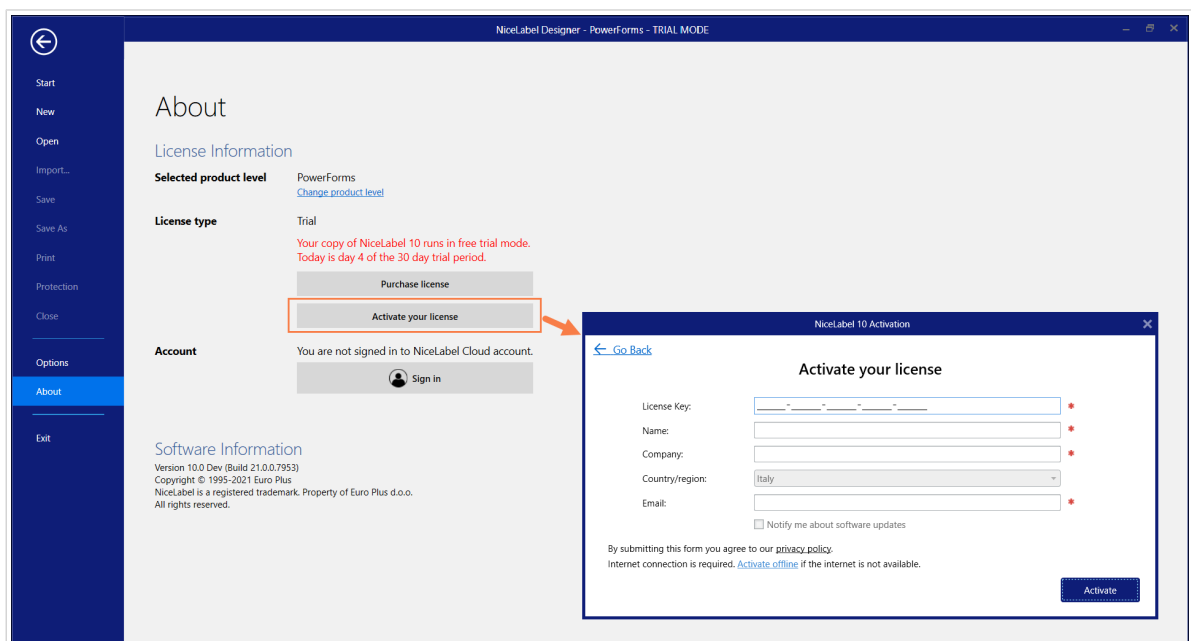 NiceLabel Designer - PowerForms - TRIAL MODE
Start
New
Open
Import...
Save
Save As
Print
Protection
Close
Options
About
Exit
About
License Information
Selected product level PowerForms
Change product level
License type Trial
Your copy of NiceLabel 10 runs in free trial mode.
Today is day 4 of the 30 day trial period.
Purchase license
Activate your license
Account You are not signed in to NiceLabel Cloud account.
Sign in
Software Information
Version 10.0 Dev (Build 21.0.0.7953)
Copyright © 1995-2021 Euro Plus
NiceLabel is a registered trademark. Property of Euro Plus d.o.o.
All rights reserved.
NiceLabel 10 Activation
Go Back
Activate your license
License Key: _____-_____-_____-_____-_____ *
Name: *
Company: *
Country/region: Italy
Email: *
Notify me about software updates
By submitting this form you agree to our privacy policy.
Internet connection is required. Activate offline if the internet is not available.
Activate